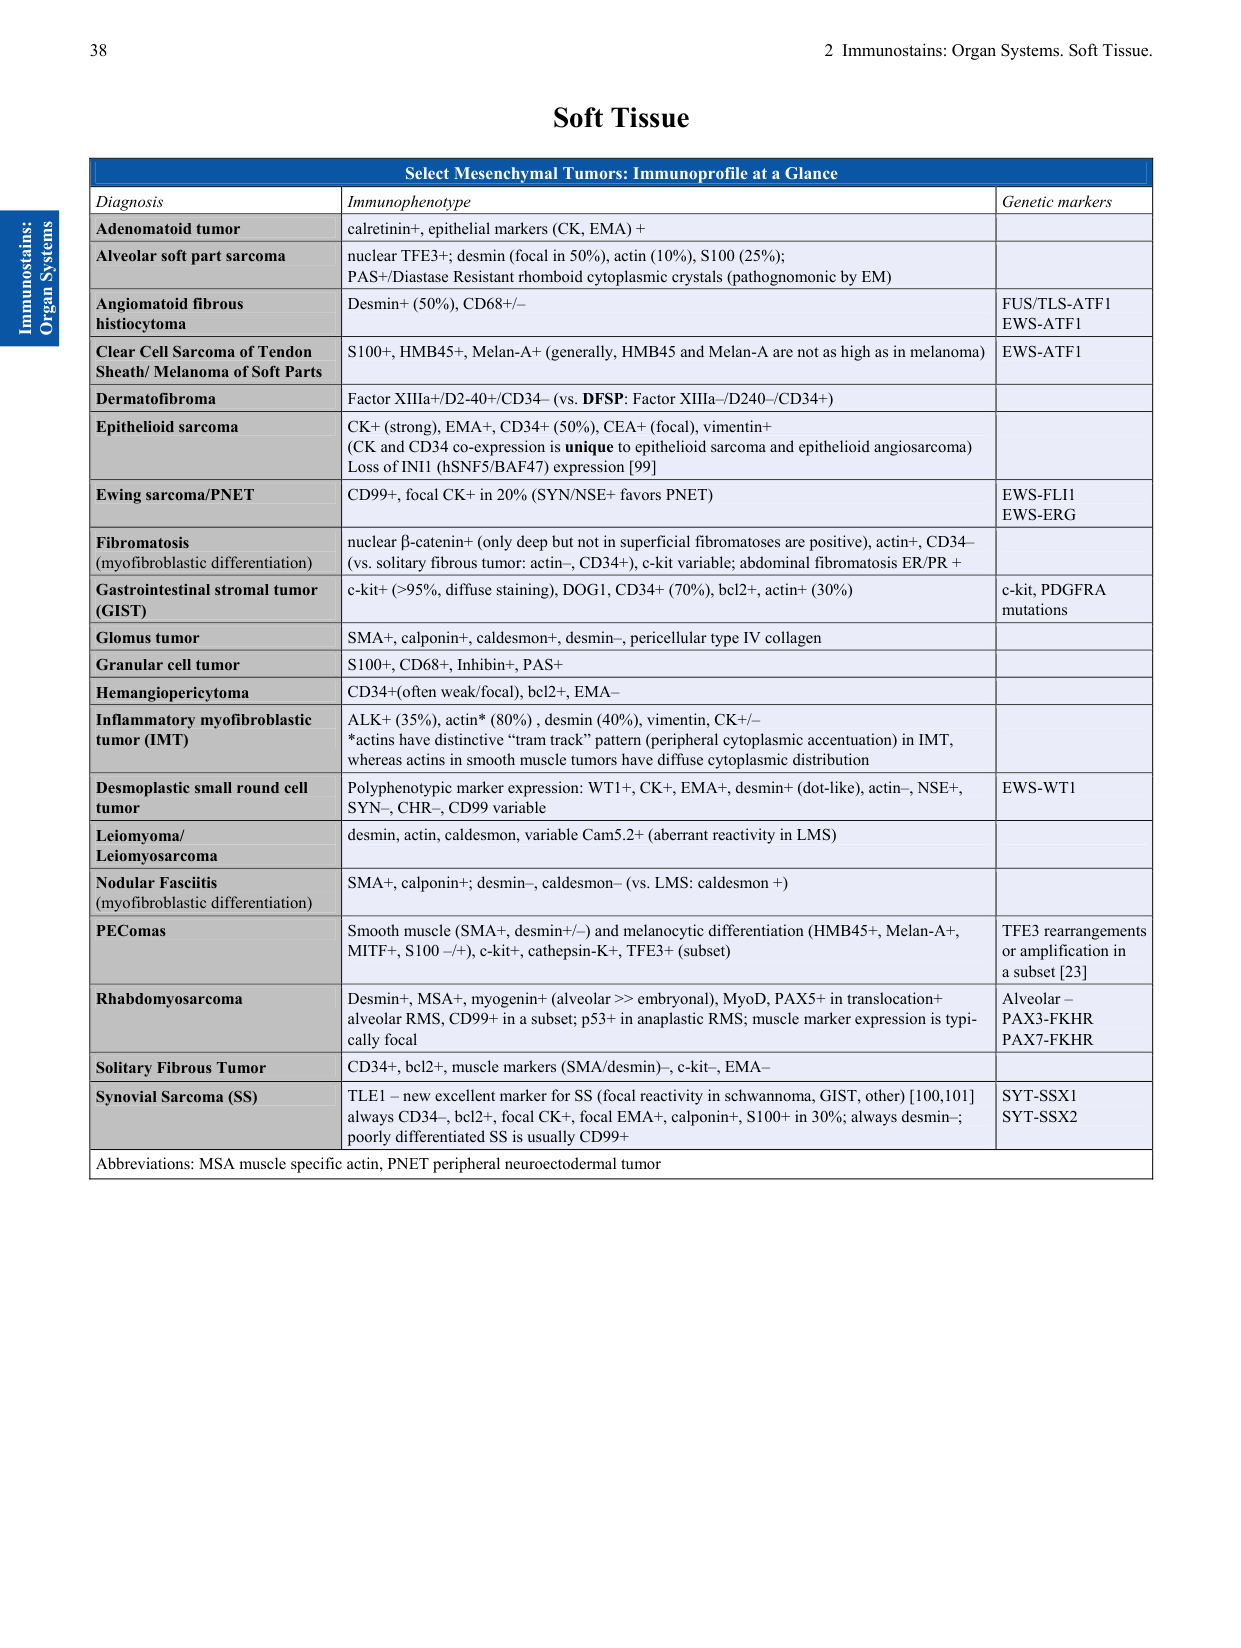 38
2 Immunostains: Organ Systems. Soft Tissue.
Soft Tissue
Immunostains:
Organ Systems
Select Mesenchymal Tumors: Immunoprofile at a Glance
Diagnosis
Immunophenotype
Genetic markers
Adenomatoid tumor
calretinin+, epithelial markers (CK, EMA) +
Alveolar soft part sarcoma
nuclear TFE3+; desmin (focal in 50%), actin (10%), S100 (25%);
PAS+/Diastase Resistant rhomboid cytoplasmic crystals (pathognomonic by EM)
Angiomatoid fibrous
histiocytoma
Desmin+ (50%), CD68+/–
FUS/TLS-ATF1
EWS-ATF1
Clear Cell Sarcoma of Tendon
Sheath/ Melanoma of Soft Parts
S100+, HMB45+, Melan-A+ (generally, HMB45 and Melan-A are not as high as in melanoma)
EWS-ATF1
Dermatofibroma
Factor XIIIa+/D2-40+/CD34– (vs. DFSP: Factor XIIIa–/D240–/CD34+)
Epithelioid sarcoma
CK+ (strong), EMA+, CD34+ (50%), CEA+ (focal), vimentin+
(CK and CD34 co-expression is unique to epithelioid sarcoma and epithelioid angiosarcoma)
Loss of INI1 (hSNF5/BAF47) expression [99]
Ewing sarcoma/PNET
CD99+, focal CK+ in 20% (SYN/NSE+ favors PNET)
EWS-FLI1
EWS-ERG
Fibromatosis
(myofibroblastic differentiation)
nuclear β-catenin+ (only deep but not in superficial fibromatoses are positive), actin+, CD34–
(vs. solitary fibrous tumor: actin–, CD34+), c-kit variable; abdominal fibromatosis ER/PR +
Gastrointestinal stromal tumor
(GIST)
c-kit+ (>95%, diffuse staining), DOG1, CD34+ (70%), bcl2+, actin+ (30%)
c-kit, PDGFRA
mutations
Glomus tumor
SMA+, calponin+, caldesmon+, desmin–, pericellular type IV collagen
Granular cell tumor
S100+, CD68+, Inhibin+, PAS+
Hemangiopericytoma
CD34+(often weak/focal), bcl2+, EMA–
Inflammatory myofibroblastic
tumor (IMT)
ALK+ (35%), actin* (80%) , desmin (40%), vimentin, CK+/–
*actins have distinctive “tram track” pattern (peripheral cytoplasmic accentuation) in IMT,
whereas actins in smooth muscle tumors have diffuse cytoplasmic distribution
Desmoplastic small round cell
tumor
Polyphenotypic marker expression: WT1+, CK+, EMA+, desmin+ (dot-like), actin–, NSE+,
SYN–, CHR–, CD99 variable
EWS-WT1
Leiomyoma/
Leiomyosarcoma
desmin, actin, caldesmon, variable Cam5.2+ (aberrant reactivity in LMS)
Nodular Fasciitis
(myofibroblastic differentiation)
SMA+, calponin+; desmin–, caldesmon– (vs. LMS: caldesmon +)
PEComas
Smooth muscle (SMA+, desmin+/–) and melanocytic differentiation (HMB45+, Melan-A+,
MITF+, S100 –/+), c-kit+, cathepsin-K+, TFE3+ (subset)
TFE3 rearrangements
or amplification in
a subset [23]
Rhabdomyosarcoma
Desmin+, MSA+, myogenin+ (alveolar >> embryonal), MyoD, PAX5+ in translocation+
alveolar RMS, CD99+ in a subset; p53+ in anaplastic RMS; muscle marker expression is typi-
cally focal
Alveolar –
PAX3-FKHR
PAX7-FKHR
Solitary Fibrous Tumor
CD34+, bcl2+, muscle markers (SMA/desmin)–, c-kit–, EMA–
Synovial Sarcoma (SS)
TLE1 – new excellent marker for SS (focal reactivity in schwannoma, GIST, other) [100,101]
always CD34–, bcl2+, focal CK+, focal EMA+, calponin+, S100+ in 30%; always desmin–;
poorly differentiated SS is usually CD99+
SYT-SSX1
SYT-SSX2
Abbreviations: MSA muscle specific actin, PNET peripheral neuroectodermal tumor